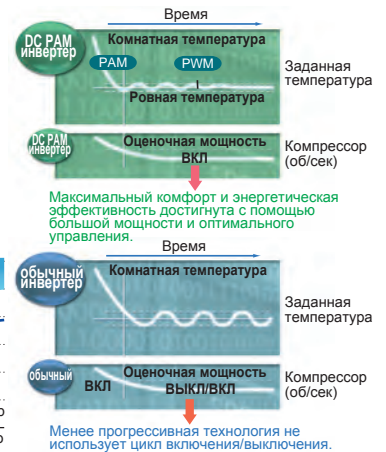 Время
DC PAM
инвертер
Комнатная температура
PAM
PWM
Ровная температура
Заданная
температура
DC PAM
инвертер
Оценочная мощность
ВКЛ
Компрессор
(об/сек)
Максимальный комфорт и энергетическая
эффективность достигнута с помощью
большой мощности и оптимального
управления.
Время
обычный
инвертер
Комнатная температура
Заданная
температура
обычный
ВКЛ
Оценочная мощность
ВЫКЛ/ВКЛ
Компрессор
(об/сек)
Менее прогрессивная технология не
использует цикл включения/выключения.